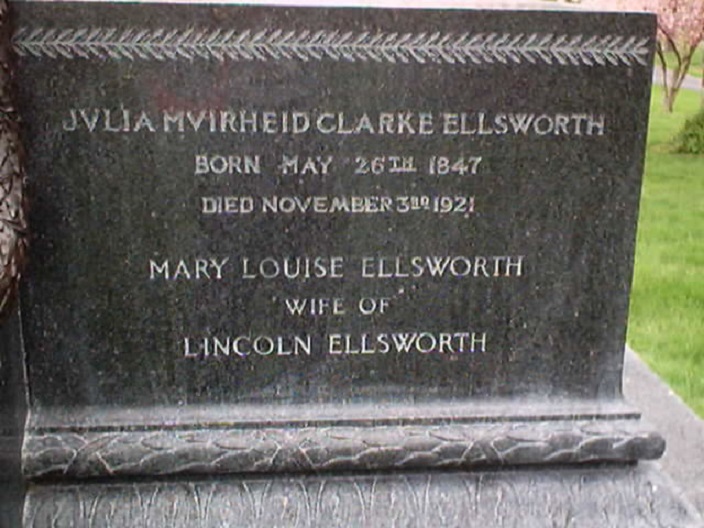 JVLIA MVIRHEID CLARKE ELLSWORTH
BORN MAY 26TH 1847
DIED NOVEMBER 3RD 1921
MARY LOUISE ELLSWORTH
WIFE OF
LINCOLN ELLSWORTH